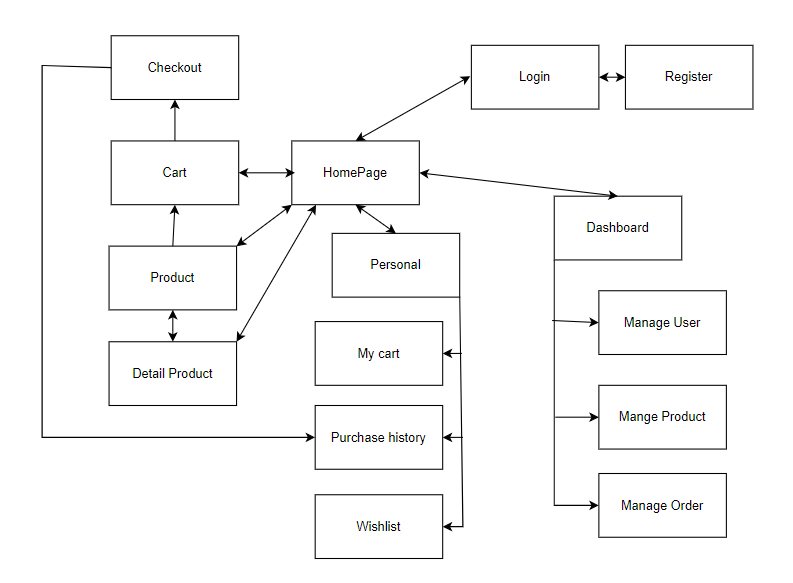 Checkout
Login
Register
Cart
HomePage
Dashboard
Personal
Product
Manage User
My cart
Detail Product
Mange Product
Purchase history
Manage Order
Wishlist